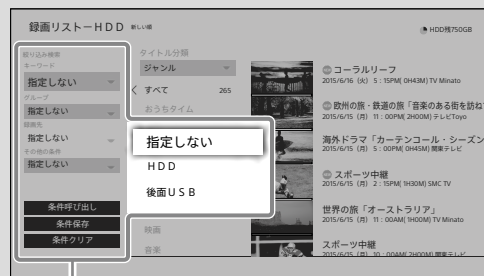 録画リストーHDD 新しい順
HDD残750GB
絞り込み検索
キーワード
指定しない
グループ
指定しない
録画先
指定しない
その他の条件
指定しない
条件呼び出し
条件保存
条件クリア
タイトル分類
ジャンル
すべて 265
おうちタイム
指定しない
HDD
後面USB
映画
音楽
コーラルリーフ
2015/6/16 (火) 5:15PM( 0H43M) TV Minato
欧州の旅・鉄道の旅「音楽のある街を訪ね
2015/6/15 (月) 11:00PM( 2H00M) テレビToyo
海外ドラマ「カーテンコール・シーズン
2015/6/15 (月) 5:00PM( 0H45M) 関東テレビ
スポーツ中継
2015/6/15 (月) 2:15PM( 1H30M) SMC TV
世界の旅「オーストラリア」
2015/6/15 (月) 11:00AM( 1H00M) TV Minato
スポーツ中継
2015/6/15 (月) 10:00AM( 2H00M) 関東テレビ